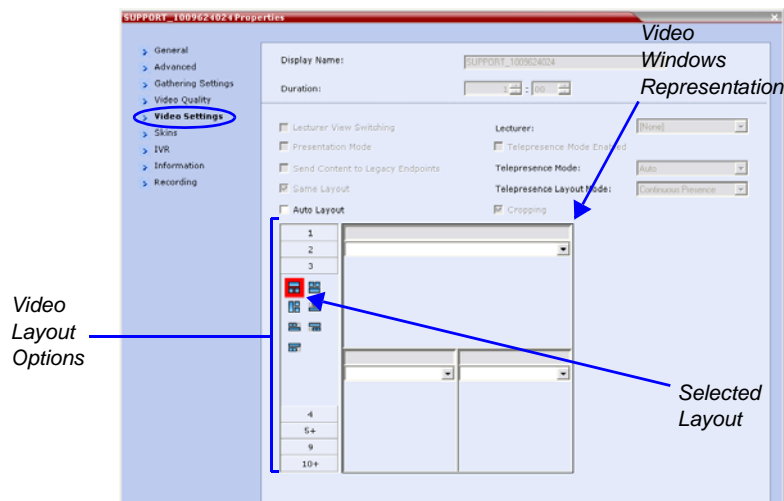 SUPPORT_1009624024 Properties
General
Advanced
Gathering Settings
Video Quality
Video Settings
Skins
IVR
Information
Recording
Display Name:
SUPPORT_1009624024
Duration:
1 : 00
Lecturer View Switching
Lecturer:
[None]
Presentation Mode
Telepresence Mode Enabled
Send Content to Legacy Endpoints
Telepresence Mode:
Auto
Game Layout
Telepresence Layout Mode:
Continuous Presence
Auto Layout
Cropping
1
2
3
4
5+
9
10+
Video
Windows
Representation
Video
Layout
Options
Selected
Layout